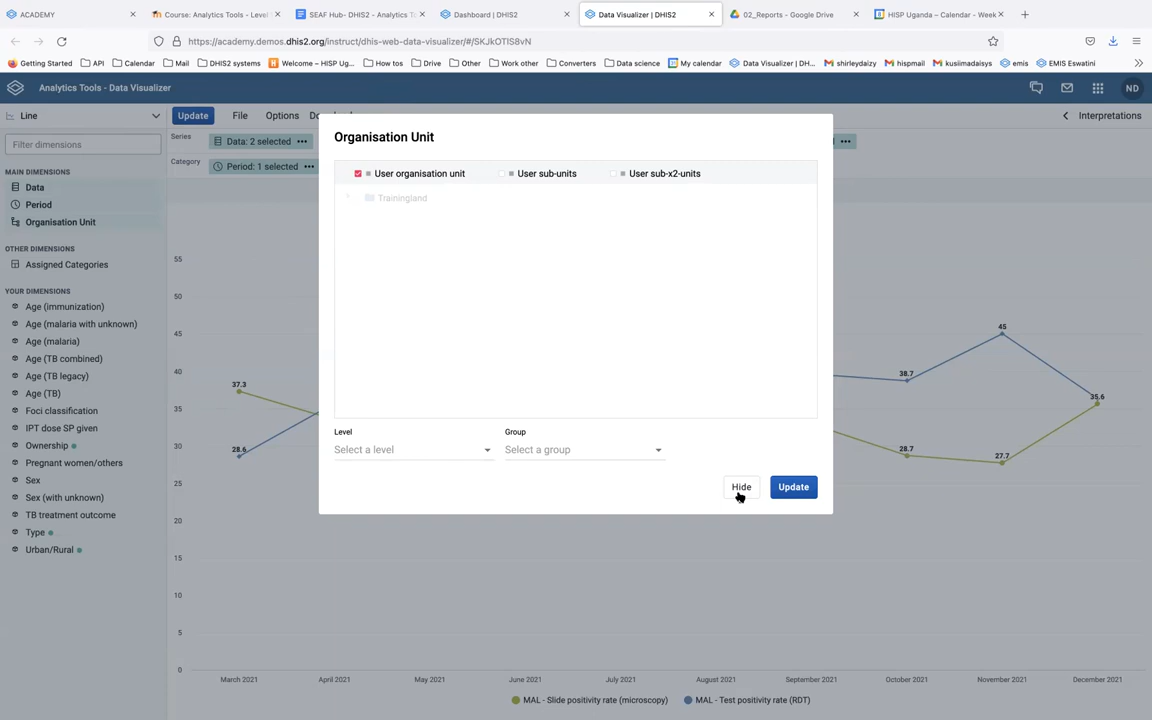 ACADEMY
Course: Analytics Tools - Level
SEAF Hub- DHIS2 - Analytics To
Dashboard | DHIS2
Data Visualizer | DHIS2
02_Reports - Google Drive
HISP Uganda – Calendar - Week
https://academy.demos.dhis2.org/instruct/dhis-web-data-visualizer/#/SKJkOTlS8vN
Getting Started
API
Calendar
Mail
DHIS2 systems
Welcome – HISP Ug...
How tos
Drive
Other
Work other
Converters
Data science
My calendar
Data Visualizer | DH...
shirleydaizy
hispmail
kusiimadaisys
emis
EMIS Eswatini
Analytics Tools - Data Visualizer
ND
Line
Update
File
Options
Interpretations
Filter dimensions
Series
Data: 2 selected
Category
Period: 1 selected
MAIN DIMENSIONS
Data
Period
Organisation Unit
OTHER DIMENSIONS
Assigned Categories
YOUR DIMENSIONS
Age (immunization)
Age (malaria with unknown)
Age (malaria)
Age (TB combined)
Age (TB legacy)
Age (TB)
Foci classification
IPT dose SP given
Ownership
Pregnant women/others
Sex
Sex (with unknown)
TB treatment outcome
Type
Urban/Rural
Organisation Unit
User organisation unit
User sub-units
User sub-x2-units
Trainingland
Level
Select a level
Group
Select a group
Hide
Update
55
50
45
40
35
30
25
20
15
10
5
0
37.3
28.6
38.7
45
35.6
28.7
27.7
March 2021
April 2021
May 2021
June 2021
July 2021
August 2021
September 2021
October 2021
November 2021
December 2021
MAL - Slide positivity rate (microscopy)
MAL - Test positivity rate (RDT)